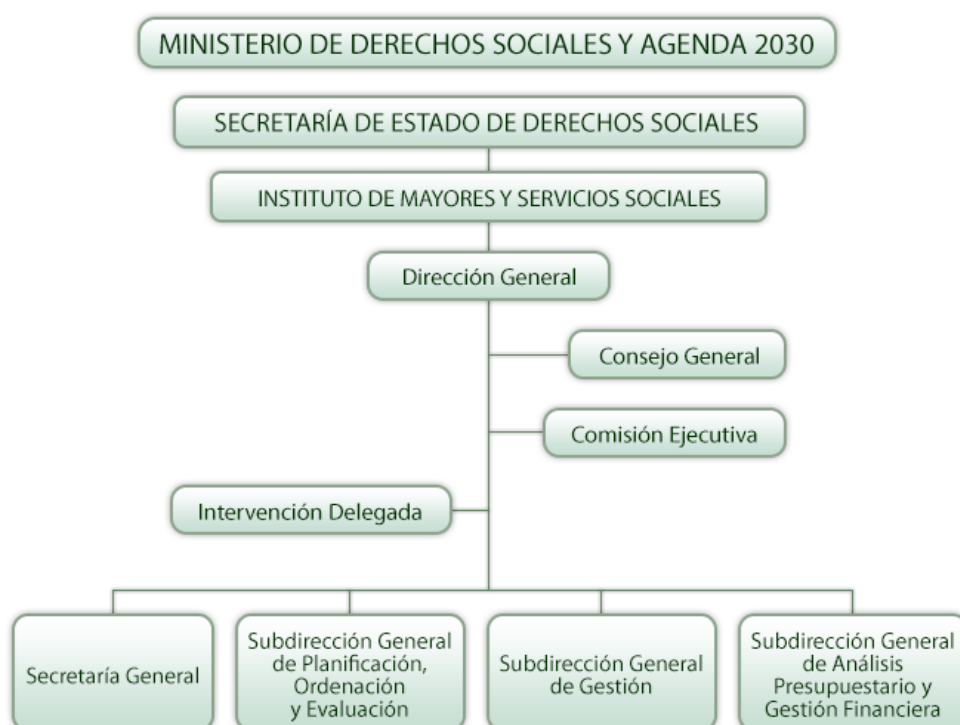 MINISTERIO DE DERECHOS SOCIALES Y AGENDA 2030
SECRETARÍA DE ESTADO DE DERECHOS SOCIALES
INSTITUTO DE MAYORES Y SERVICIOS SOCIALES
Dirección General
Consejo General
Comisión Ejecutiva
Intervención Delegada
Secretaría General
Subdirección General
de Planificación,
Ordenación
y Evaluación
Subdirección General
de Gestión
Subdirección General
de Análisis
Presupuestario y
Gestión Financiera